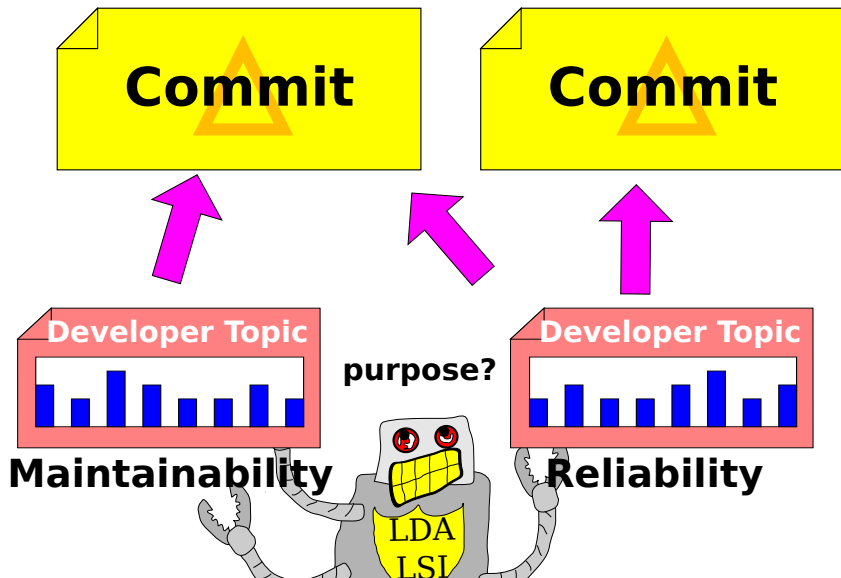 Commit
Commit
Developer Topic
Developer Topic
purpose?
Maintainability
Reliability
LDA
LSI